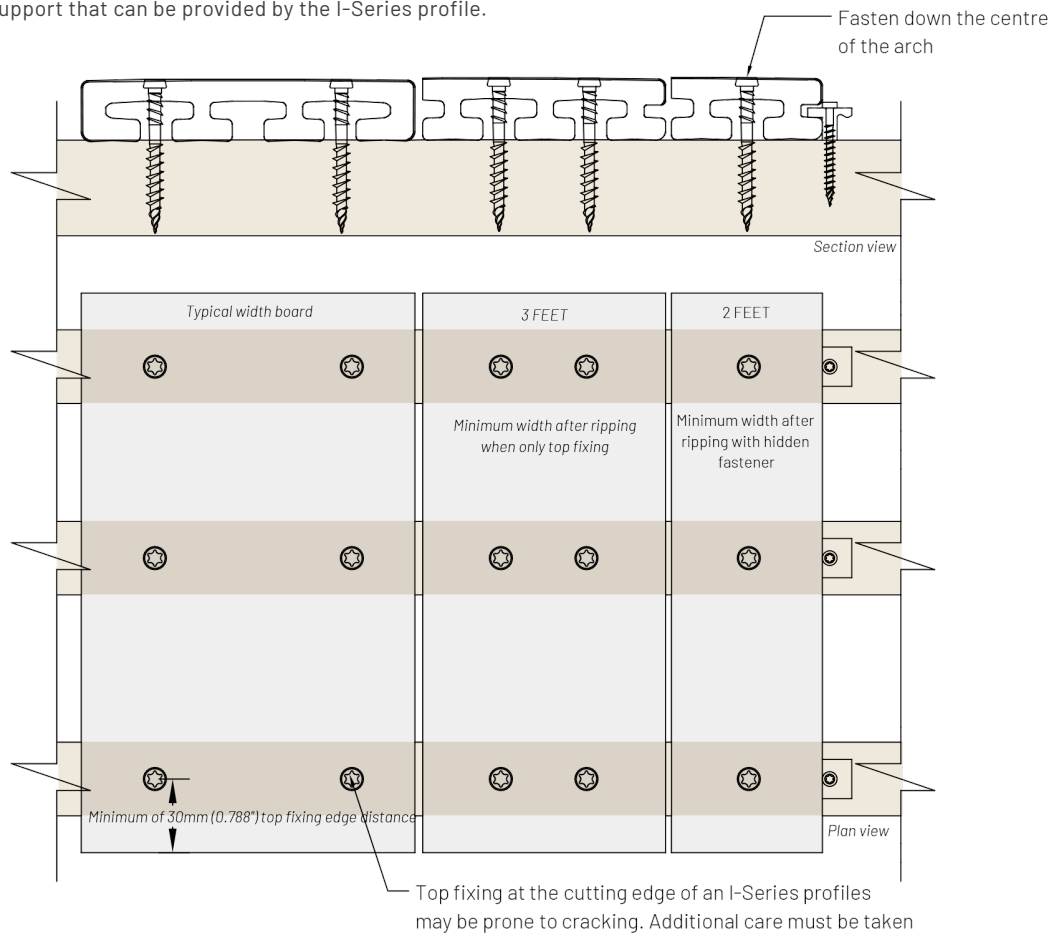 upport that can be provided by the I-Series profile.
Fasten down the centre
of the arch
Section view
Typical width board
3 FEET
2 FEET
Minimum width after ripping
when only top fixing
Minimum width after
ripping with hidden
fastener
Minimum of 30mm (0.788") top fixing edge distance
Plan view
Top fixing at the cutting edge of an I-Series profiles
may be prone to cracking. Additional care must be taken